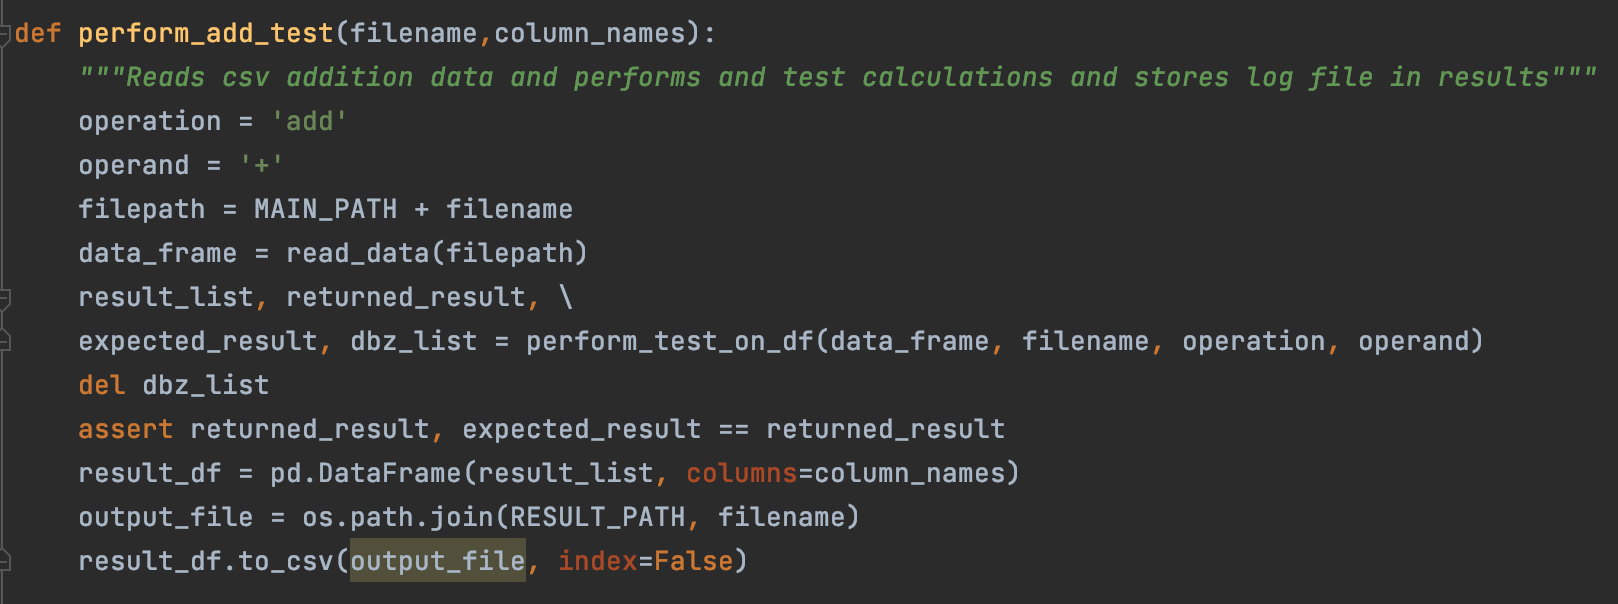 def perform_add_test(filename,column_names):
    """Reads csv addition data and performs and test calculations and stores log file in results"""
    operation = 'add'
    operand = '+'
    filepath = MAIN_PATH + filename
    data_frame = read_data(filepath)
    result_list, returned_result, \
    expected_result, dbz_list = perform_test_on_df(data_frame, filename, operation, operand)
    del dbz_list
    assert returned_result, expected_result == returned_result
    result_df = pd.DataFrame(result_list, columns=column_names)
    output_file = os.path.join(RESULT_PATH, filename)
    result_df.to_csv(output_file, index=False)